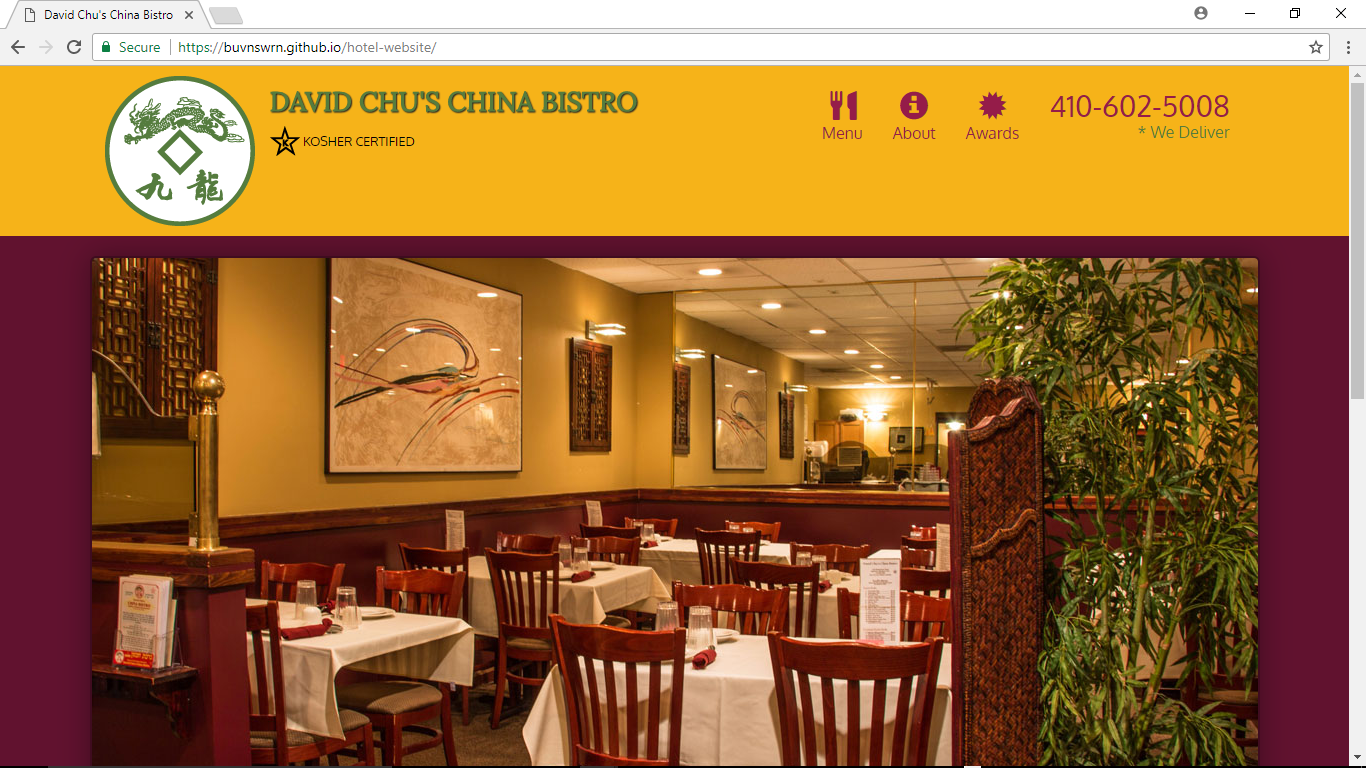 David Chu's China Bistro
Secure
https://buvnswrn.github.io/hotel-website/
九 龍
DAVID CHU'S CHINA BISTRO
K KOSHER CERTIFIED
Menu
About
Awards
410-602-5008
* We Deliver